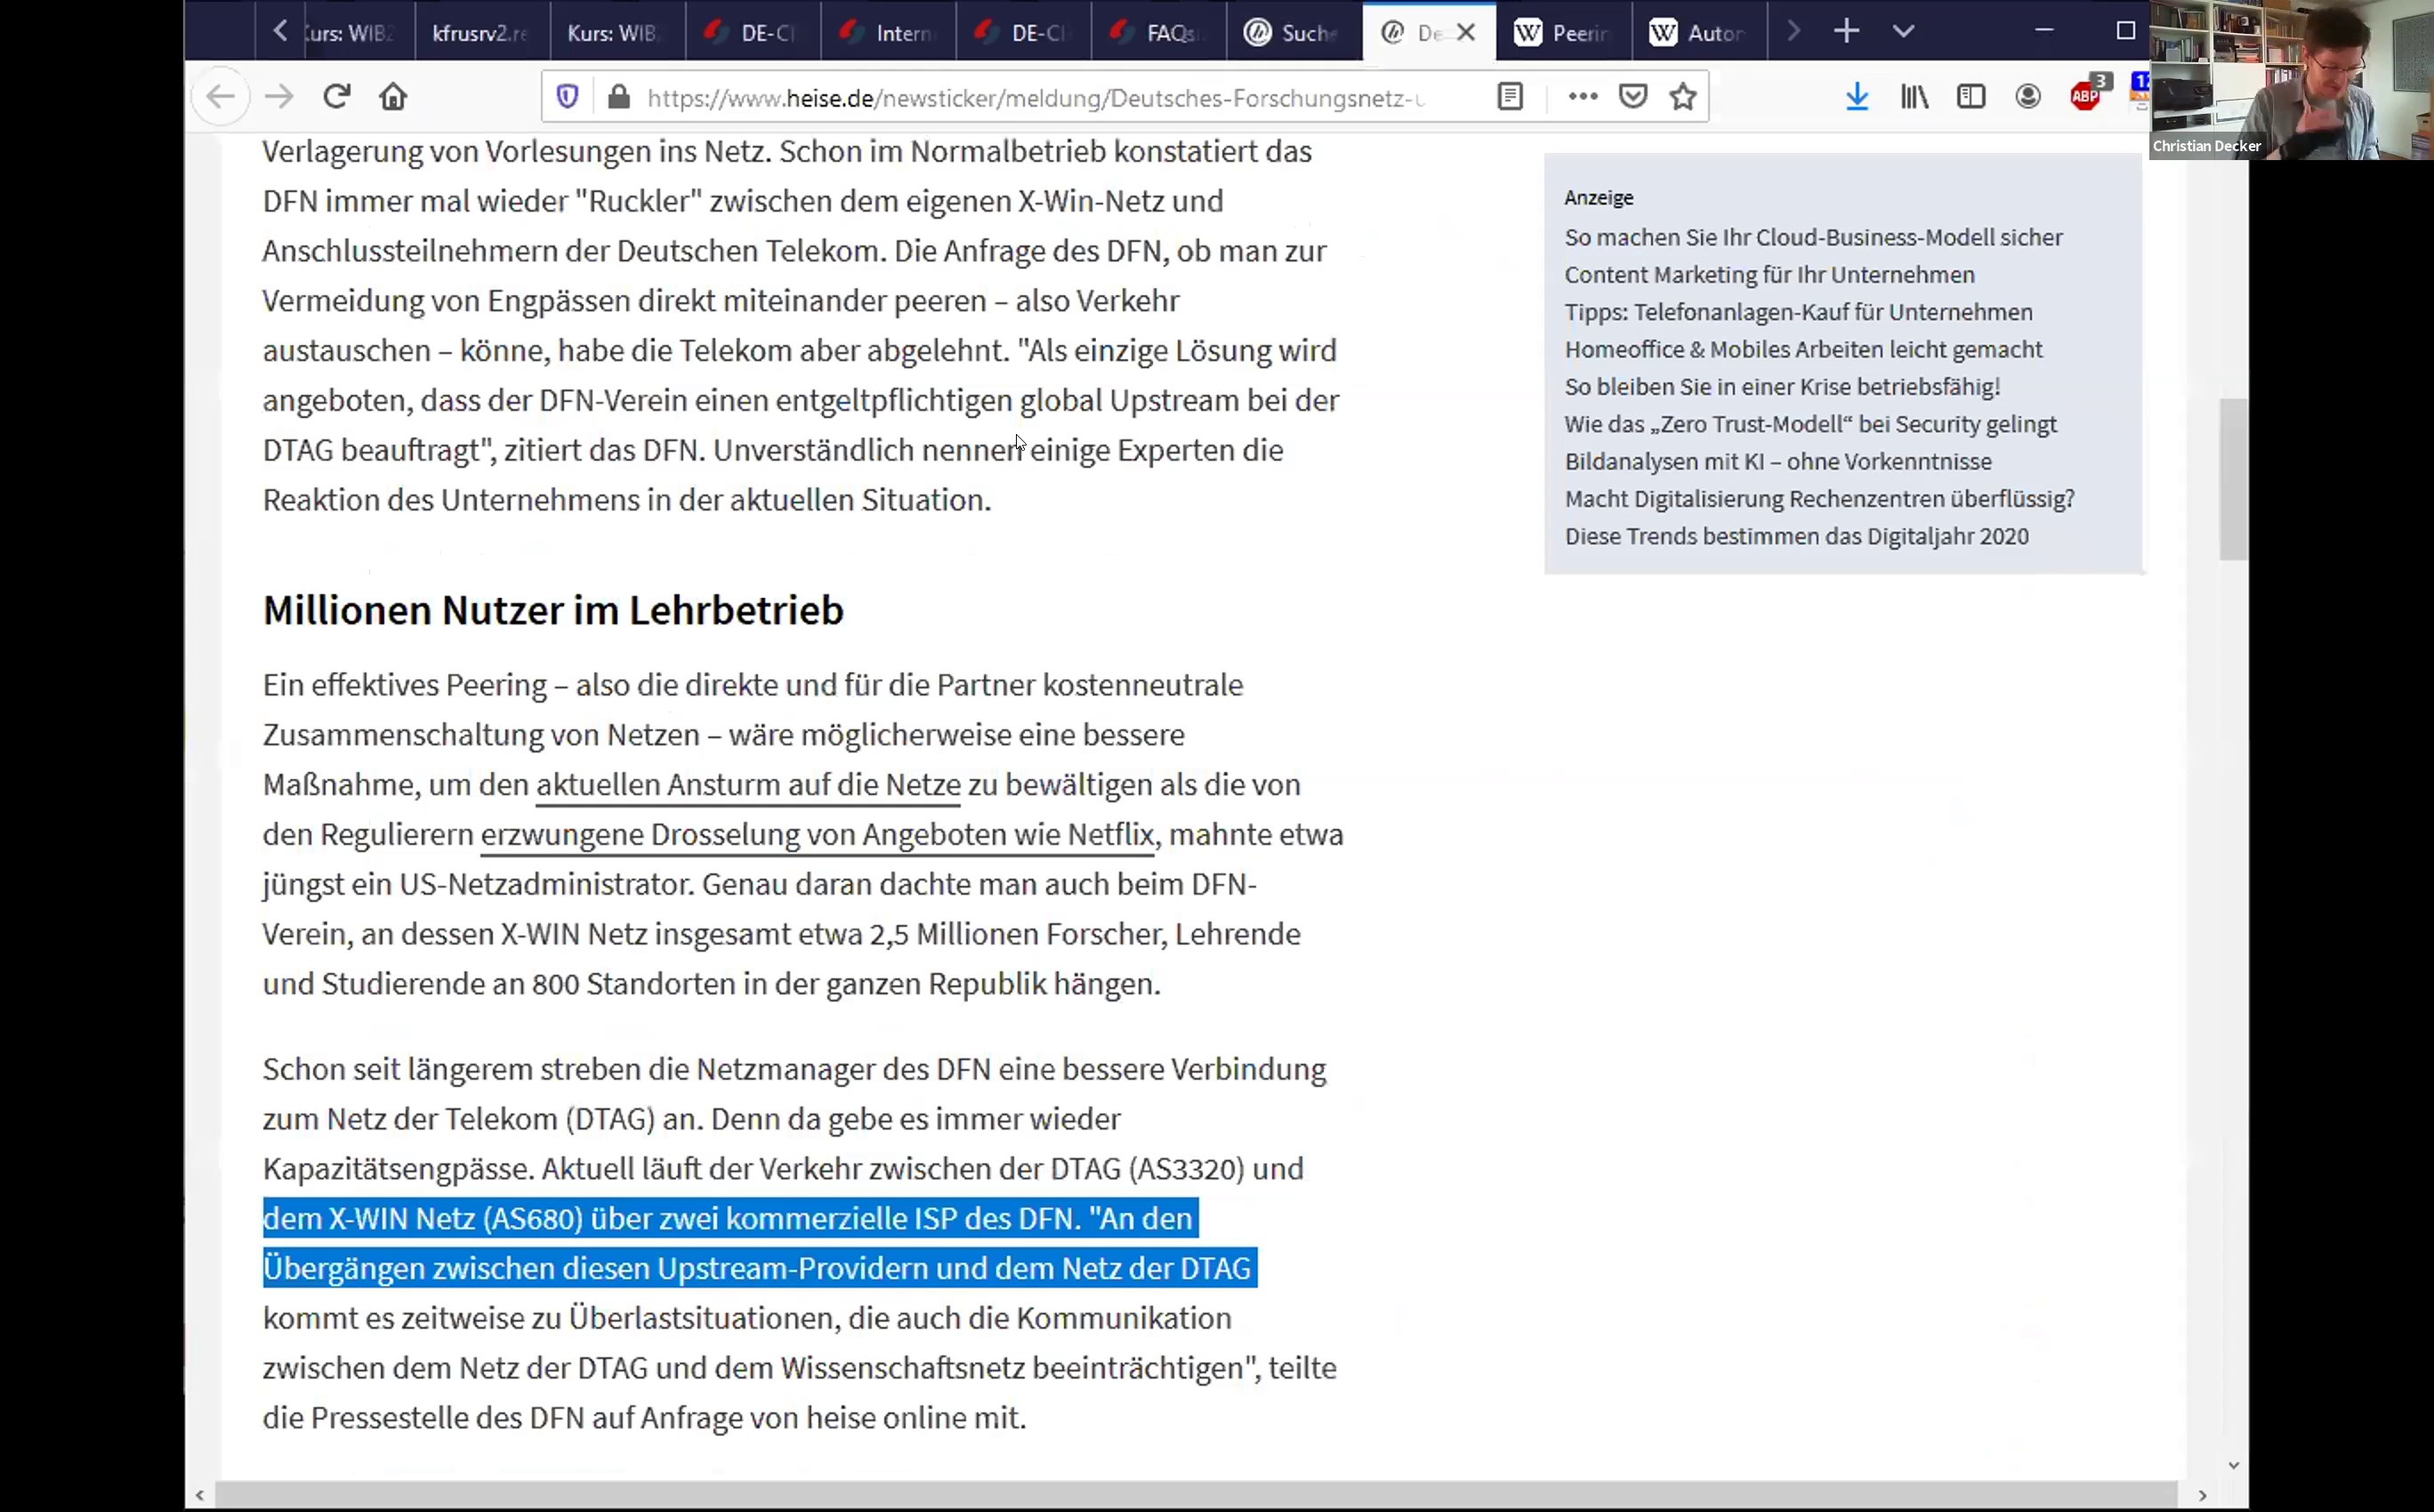 Kurs: WIB2
kfrusrv2.re
Kurs: WIB
DE-CI
Intern
DE-CI
FAQs
Such
De
Peerin
Auton
https://www.heise.de/newsticker/meldung/Deutsches-Forschungsnetz-u
ABP
3
12
Christian Decker
Verlagerung von Vorlesungen ins Netz. Schon im Normalbetrieb konstatiert das
DFN immer mal wieder "Ruckler" zwischen dem eigenen X-Win-Netz und
Anschlussteilnehmern der Deutschen Telekom. Die Anfrage des DFN, ob man zur
Vermeidung von Engpässen direkt miteinander peeren – also Verkehr
austauschen – könne, habe die Telekom aber abgelehnt. "Als einzige Lösung wird
angeboten, dass der DFN-Verein einen entgeltpflichtigen global Upstream bei der
DTAG beauftragt", zitiert das DFN. Unverständlich nennen einige Experten die
Reaktion des Unternehmens in der aktuellen Situation.
Millionen Nutzer im Lehrbetrieb
Ein effektives Peering – also die direkte und für die Partner kostenneutrale
Zusammenschaltung von Netzen – wäre möglicherweise eine bessere
Maßnahme, um den aktuellen Ansturm auf die Netze zu bewältigen als die von
den Regulierern erzwungene Drosselung von Angeboten wie Netflix, mahnte etwa
jüngst ein US-Netzadministrator. Genau daran dachte man auch beim DFN-
Verein, an dessen X-WIN Netz insgesamt etwa 2,5 Millionen Forscher, Lehrende
und Studierende an 800 Standorten in der ganzen Republik hängen.
Schon seit längerem streben die Netzmanager des DFN eine bessere Verbindung
zum Netz der Telekom (DTAG) an. Denn da gebe es immer wieder
Kapazitätsengpässe. Aktuell läuft der Verkehr zwischen der DTAG (AS3320) und
dem X-WIN Netz (AS680) über zwei kommerzielle ISP des DFN. "An den
Übergängen zwischen diesen Upstream-Providern und dem Netz der DTAG
kommt es zeitweise zu Überlastsituationen, die auch die Kommunikation
zwischen dem Netz der DTAG und dem Wissenschaftsnetz beeinträchtigen", teilte
die Pressestelle des DFN auf Anfrage von heise online mit.
Anzeige
So machen Sie Ihr Cloud-Business-Modell sicher
Content Marketing für Ihr Unternehmen
Tipps: Telefonanlagen-Kauf für Unternehmen
Homeoffice & Mobiles Arbeiten leicht gemacht
So bleiben Sie in einer Krise betriebsfähig!
Wie das „Zero Trust-Modell“ bei Security gelingt
Bildanalysen mit KI – ohne Vorkenntnisse
Macht Digitalisierung Rechenzentren überflüssig?
Diese Trends bestimmen das Digitaljahr 2020